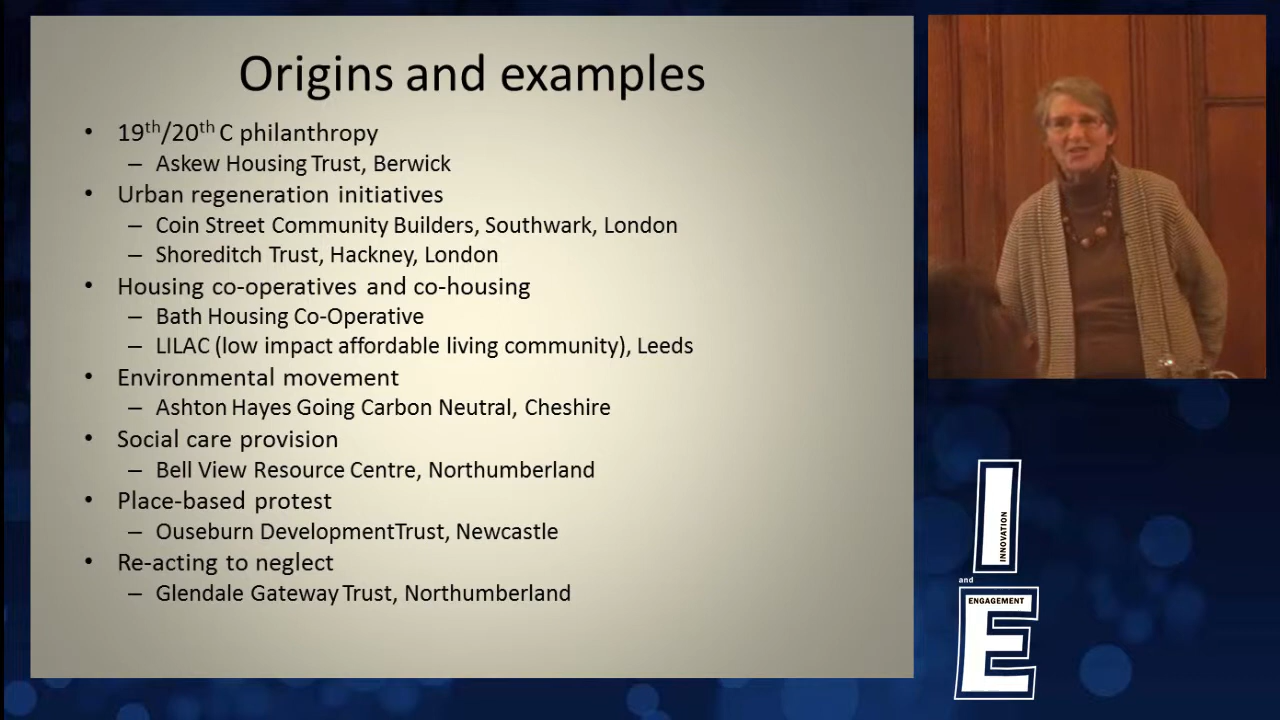 Origins and examples
• 19th/20th C philanthropy
– Askew Housing Trust, Berwick
• Urban regeneration initiatives
– Coin Street Community Builders, Southwark, London
– Shoreditch Trust, Hackney, London
• Housing co-operatives and co-housing
– Bath Housing Co-Operative
– LILAC (low impact affordable living community), Leeds
• Environmental movement
– Ashton Hayes Going Carbon Neutral, Cheshire
• Social care provision
– Bell View Resource Centre, Northumberland
• Place-based protest
– Ouseburn DevelopmentTrust, Newcastle
• Re-acting to neglect
– Glendale Gateway Trust, Northumberland
I
INNOVATION
and
ENGAGEMENT
E